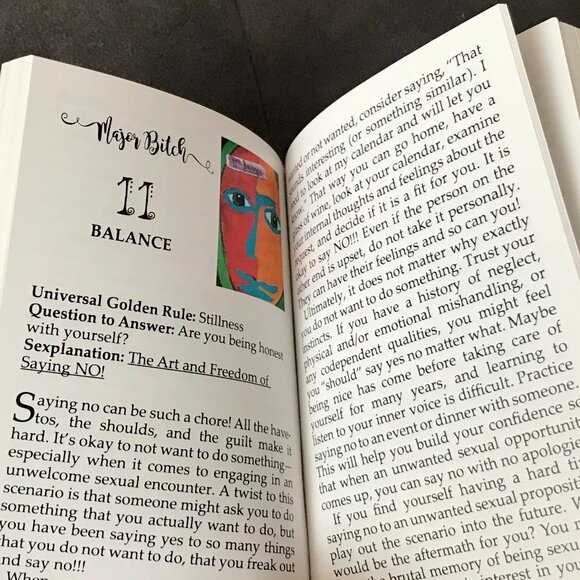 Major Bitch
11
BALANCE
Universal Golden Rule: Stillness
Question to Answer: Are you being honest
with yourself?
Sexplanation: The Art and Freedom of
Saying NO!
Saying no can be such a chore! All the have-
tos, the shoulds, and the guilt make it
hard. It's okay to not want to do something–
especially when it comes to engaging in an
unwelcome sexual encounter. A twist to this
scenario is that someone might ask you to do
something that you actually want to do, but
you have been saying yes to so many things
that you do not want to do, that you freak out
and say no!!!
When
or not wanted, consider saying, "That
interesting (or something similar). I
to look at my calendar and will let you
That way you can go home, have a
of wine, look at your calendar, examine
your internal thoughts and feelings about the
request, and decide if it is a fit for you. It is
okay to say NO!!! Even if the person on the
other end is upset, do not take it personally.
They can have their feelings and so can you!
Ultimately, it does not matter why exactly
you do not want to do something. Trust your
instincts. If you have a history of neglect,
physical and/or emotional mishandling, or
any codependent qualities, you might feel
you "should" say yes no matter what. Maybe
being nice has come before taking care of
yourself for many years, and learning to
listen to your inner voice is difficult. Practice
saying no to an event or dinner with someone.
This will help you build your confidence so
that when an unwanted sexual opportunity
comes up, you can say no with no apologies.
If you find yourself having a hard time
saying no to an unwanted sexual proposition,
play out the scenario into the future. W
would be the aftermath for you? You m
the brutal memory of being sexu
in your